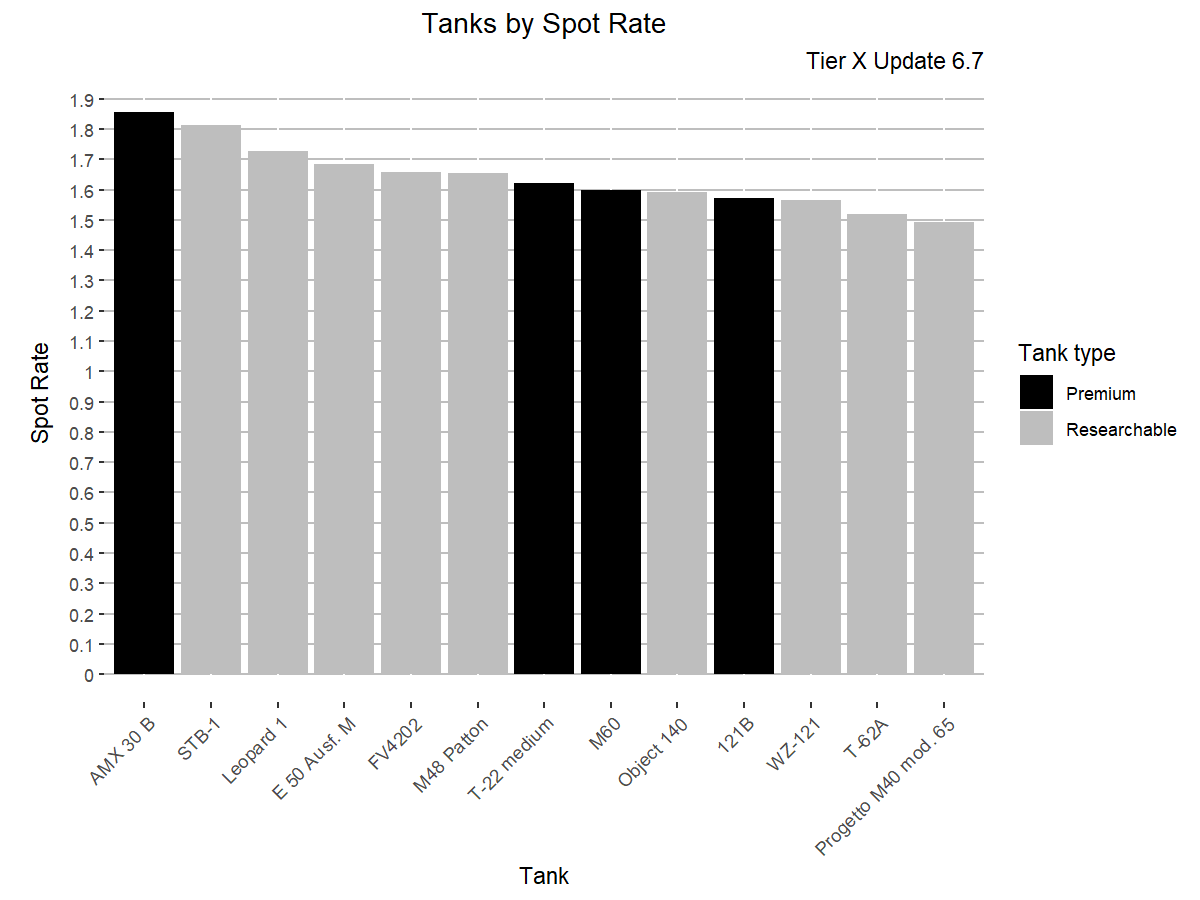 Tanks by Spot Rate
Tier X Update 6.7
Spot Rate
1.9
1.8
1.7
1.6
1.5
1.4
1.3
1.2
1.1
1
0.9
0.8
0.7
0.6
0.5
0.4
0.3
0.2
0.1
0
AMX 30 B
STB-1
Leopard 1
E 50 Ausf. M
FV4202
M48 Patton
T-22 medium
M60
Object 140
121B
WZ-121
T-62A
Progetto M40 mod. 65
Tank
Tank type
Premium
Researchable